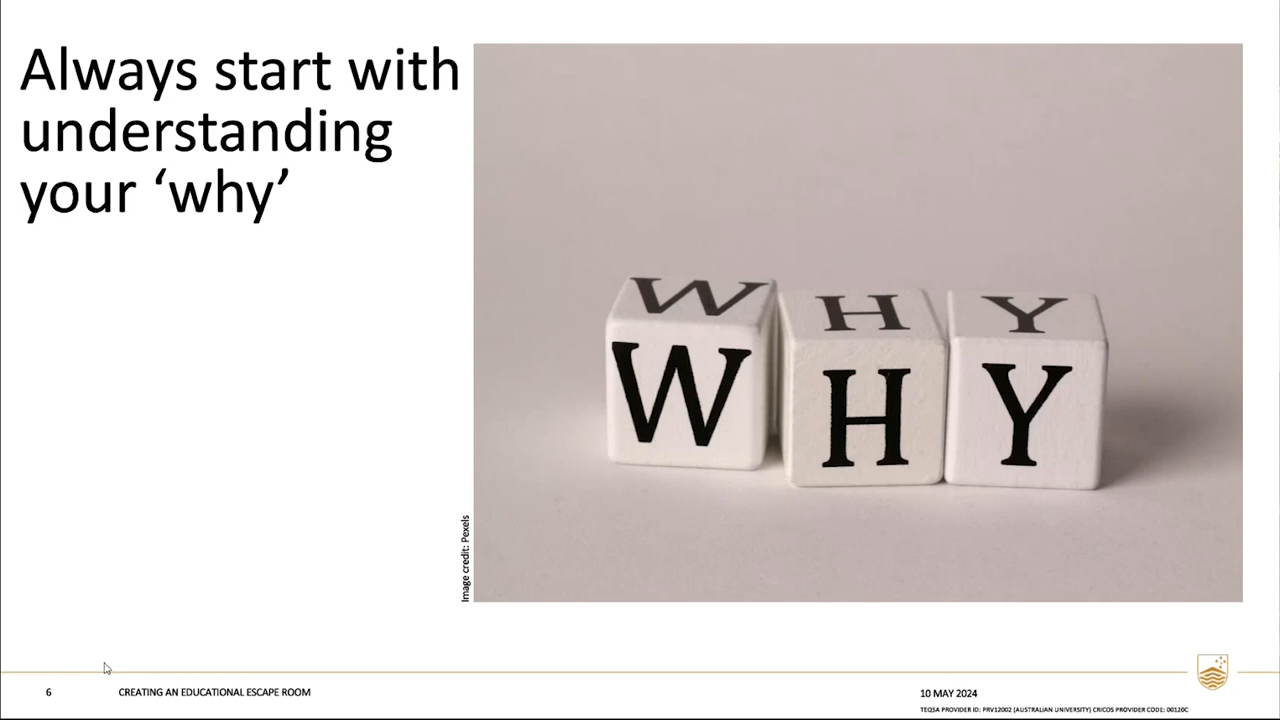 Always start with
understanding
your ‘why’
W H Y
W H Y
Image credit: Pexels
6
CREATING AN EDUCATIONAL ESCAPE ROOM
10 MAY 2024
TEQSA PROVIDER ID: PRV12002 (AUSTRALIAN UNIVERSITY) CRICOS PROVIDER CODE: 00120C